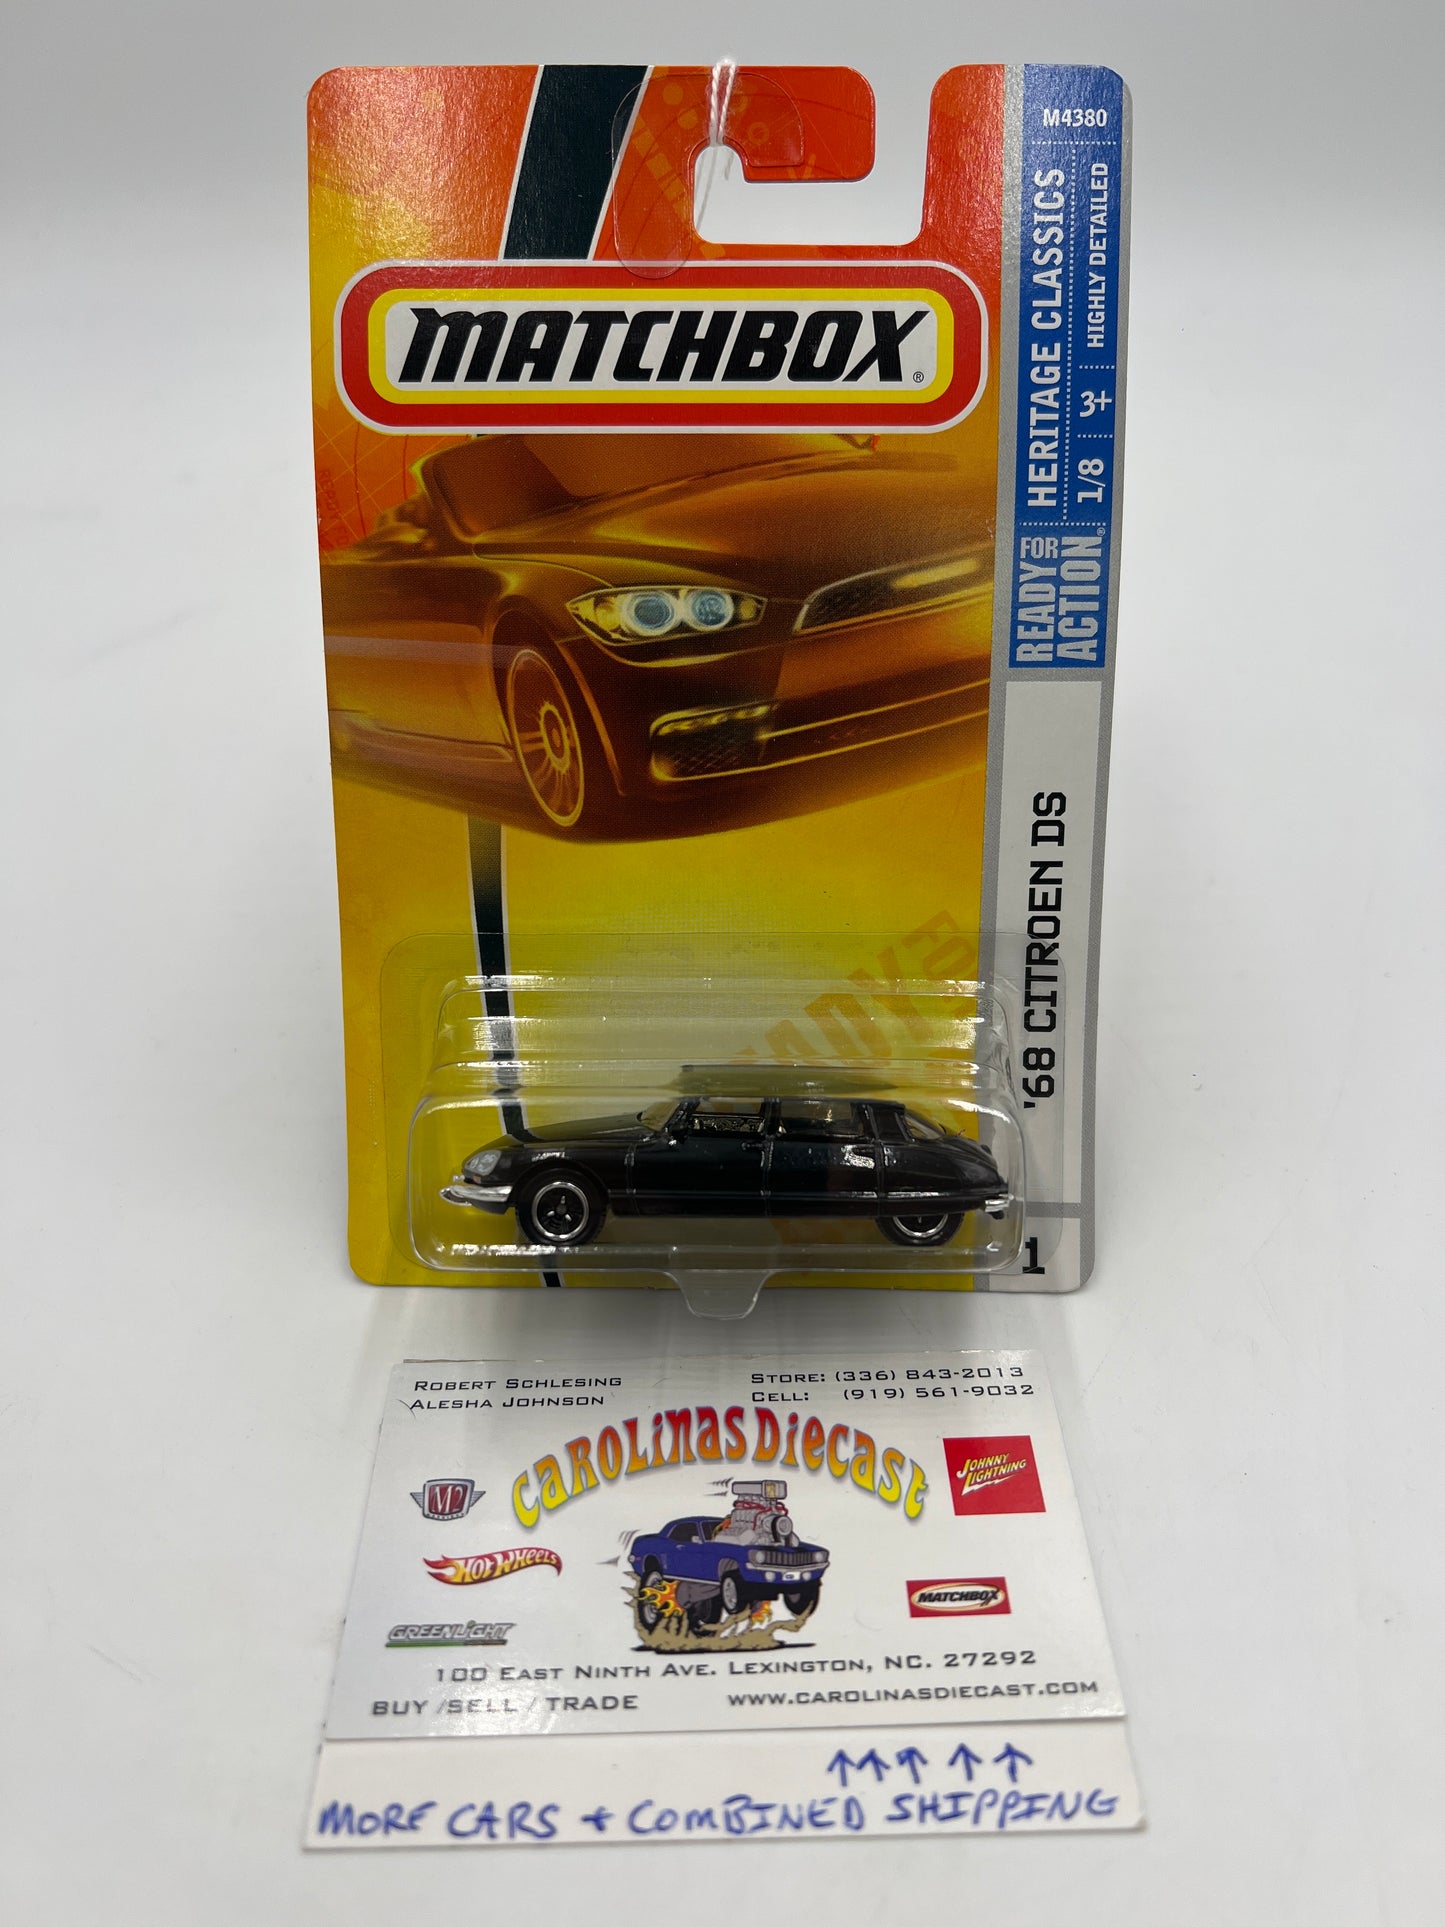 M4380
MATCHBOX®
HERITAGE CLASSICS
HIGHLY DETAILED
1/8
3+
READY FOR ACTION®
'68 CITROEN DS
1
ROBERT SCHLESING
ALESHA JOHNSON
STORE: (336) 843-2013
CELL: (919) 561-9032
CAROLINAS DIECAST
M2
JOHNNY LIGHTNING
HOT WHEELS
MATCHBOX
GREENLIGHT
100 EAST NINTH AVE. LEXINGTON, NC. 27292
BUY / SELL / TRADE
WWW.CAROLINASDIECAST.COM
↑↑↑ ↑ ↑
MORE CARS + COMBINED SHIPPING